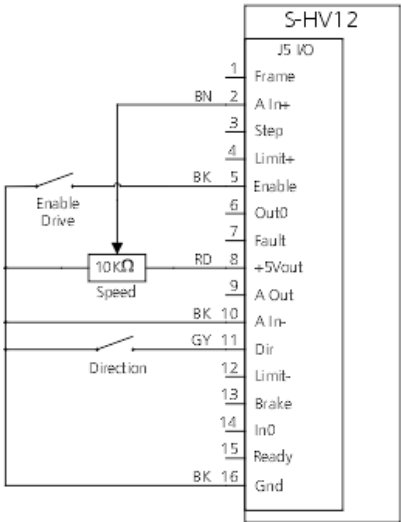 S-HV12
J5 I/O
1 Frame
BN 2 A In+
3 Step
4 Limit+
BK 5 Enable
Enable
Drive
6 Out0
7 Fault
10KΩ RD 8 +5Vout
Speed
9 A Out
BK 10 A In-
GY 11 Dir
Direction
12 Limit-
13 Brake
14 In0
15 Ready
BK 16 Gnd